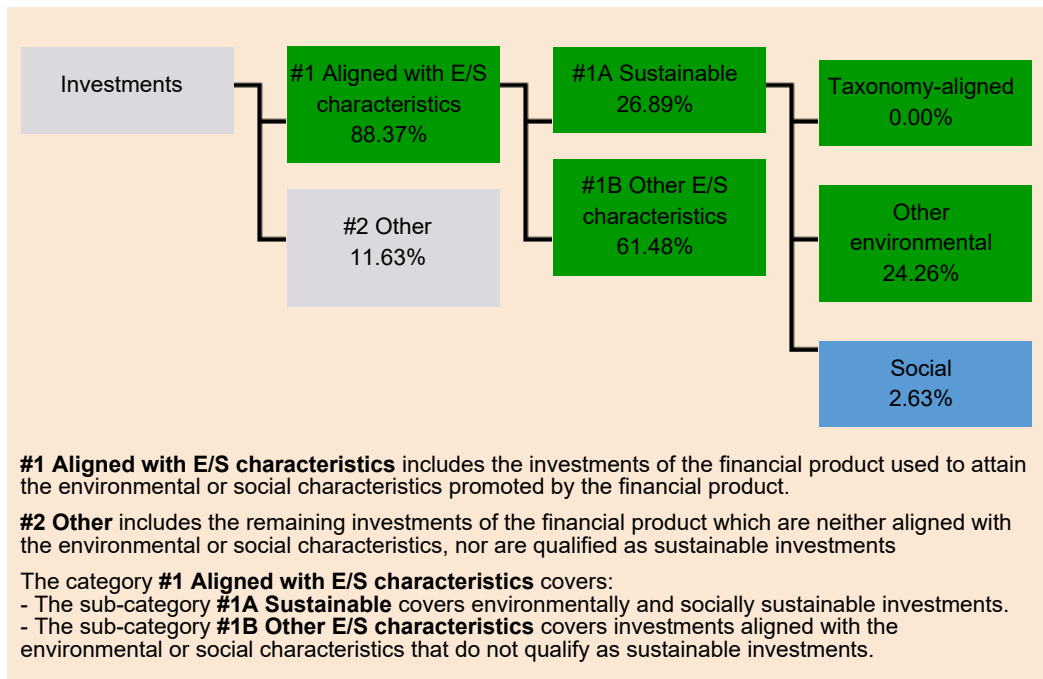 Investments
#1 Aligned with E/S
characteristics
88.37%
#2 Other
11.63%
#1A Sustainable
26.89%
#1B Other E/S
characteristics
61.48%
Taxonomy-aligned
0.00%
Other
environmental
24.26%
Social
2.63%
#1 Aligned with E/S characteristics includes the investments of the financial product used to attain
the environmental or social characteristics promoted by the financial product.
#2 Other includes the remaining investments of the financial product which are neither aligned with
the environmental or social characteristics, nor are qualified as sustainable investments
The category #1 Aligned with E/S characteristics covers:
- The sub-category #1A Sustainable covers environmentally and socially sustainable investments.
- The sub-category #1B Other E/S characteristics covers investments aligned with the
environmental or social characteristics that do not qualify as sustainable investments.